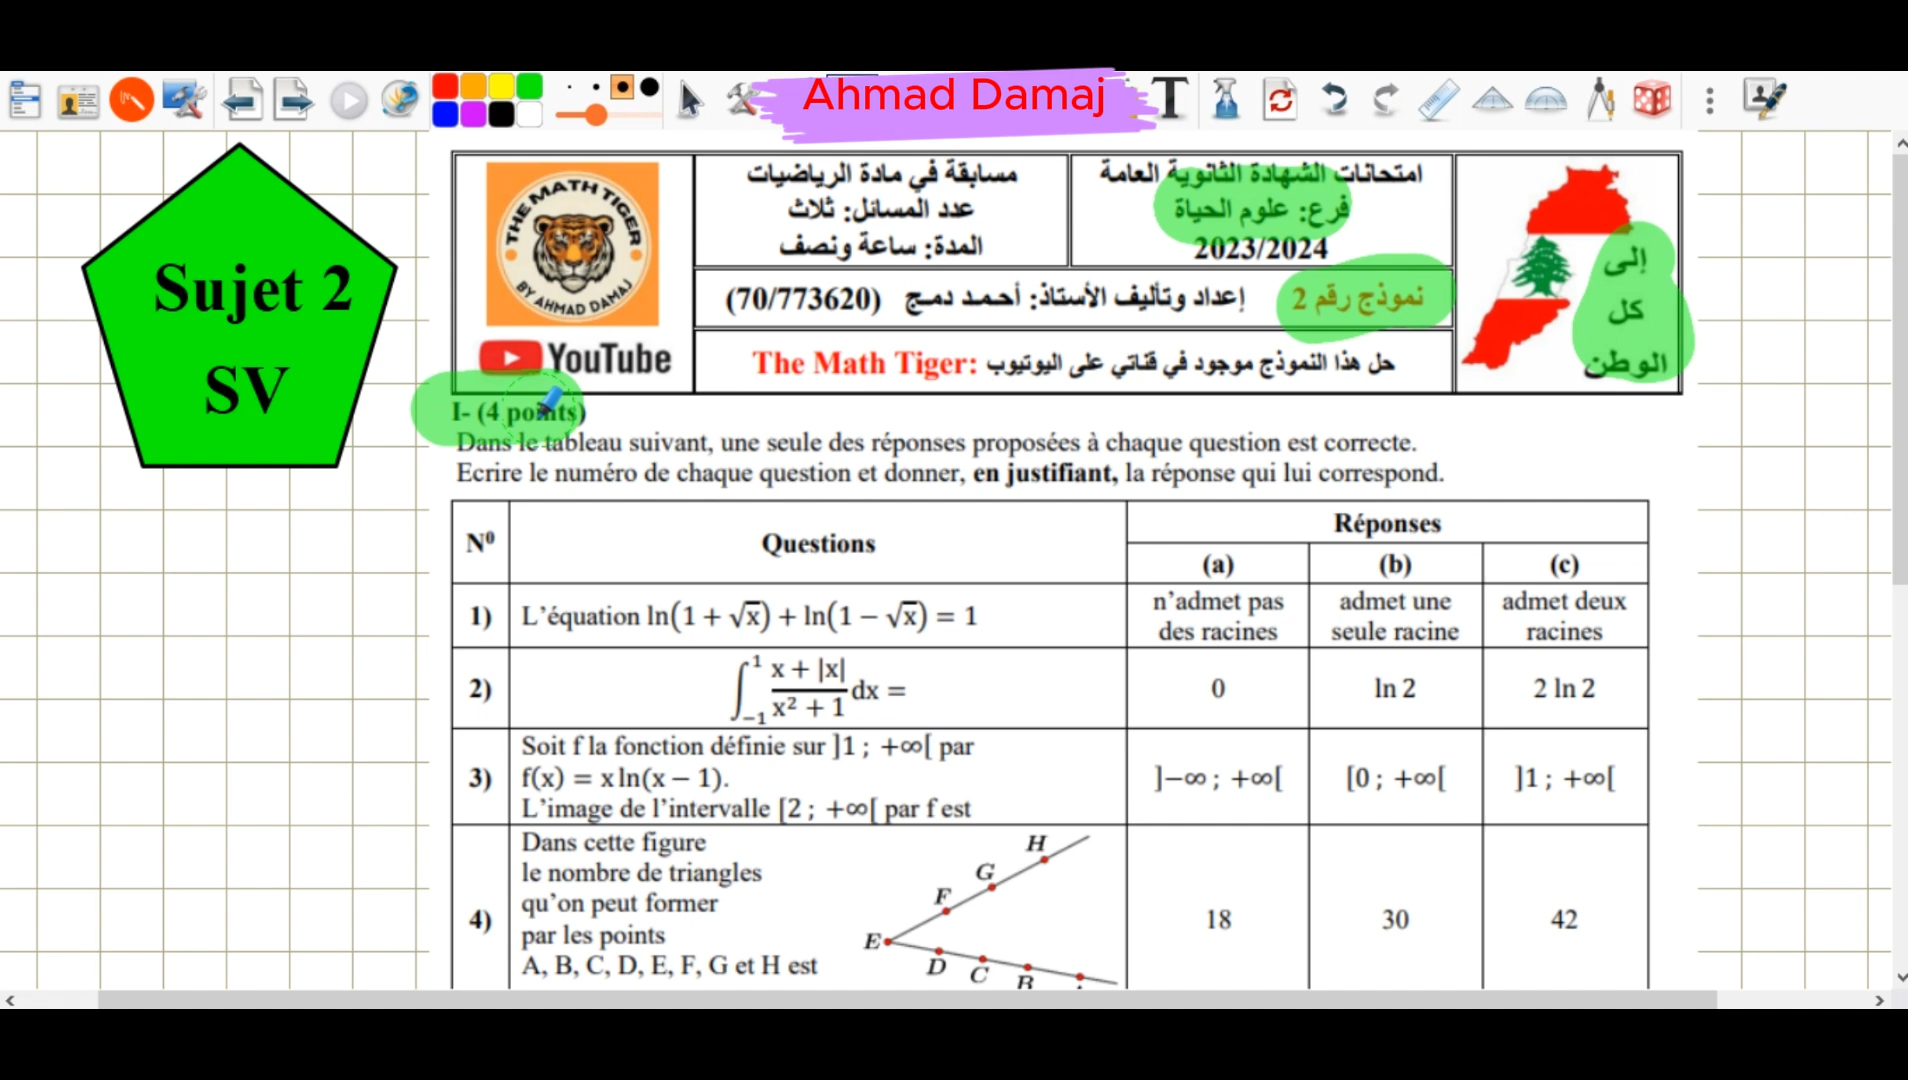 Ahmad Damaj
Sujet 2
SV
THE MATH TIGER
BY AHMAD DAMAJ
YouTube
مسابقة في مادة الرياضيات
عدد المسائل: ثلاث
المدة: ساعة ونصف
امتحانات الشهادة الثانوية العامة
فرع: علوم الحياة
2023/2024
نموذج رقم 2 إعداد وتأليف الأستاذ: أحمد دمج (70/773620)
حل هذا النموذج موجود في قناتي على اليوتيوب The Math Tiger:
إلى
كل
الوطن
I- (4 points)
Dans le tableau suivant, une seule des réponses proposées à chaque question est correcte.
Ecrire le numéro de chaque question et donner, en justifiant, la réponse qui lui correspond.
N⁰ Questions Réponses
(a) (b) (c)
1) L’équation ln(1 + √x) + ln(1 − √x) = 1
n’admet pas des racines
admet une seule racine
admet deux racines
2) ∫₋₁¹ (x + |x|)/(x² + 1) dx = 0 ln 2 2 ln 2
3) Soit f la fonction définie sur ]1 ; +∞[ par
f(x) = x ln(x − 1).
L’image de l’intervalle [2 ; +∞[ par f est
]−∞ ; +∞[ [0 ; +∞[ ]1 ; +∞[
4) Dans cette figure
le nombre de triangles
qu’on peut former
par les points
A, B, C, D, E, F, G et H est
H
G
F
E
D C B
18 30 42